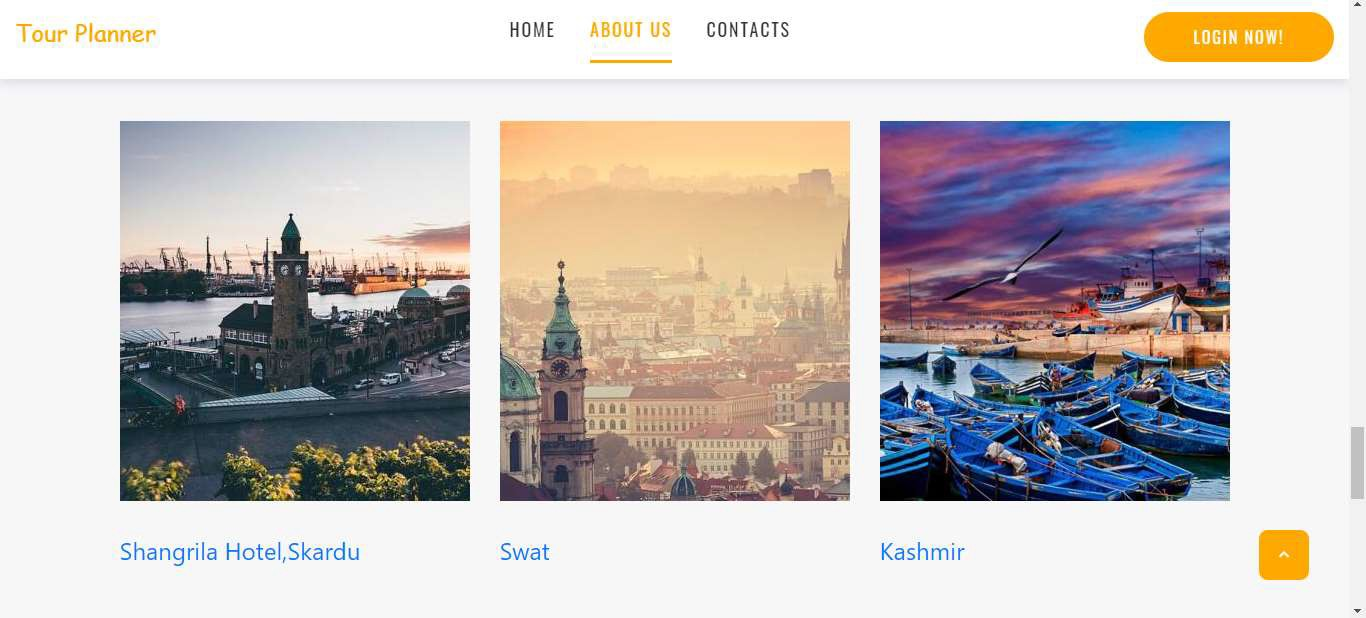 Tour Planner
HOME
ABOUT US
CONTACTS
LOGIN NOW!
Shangrila Hotel,Skardu
Swat
Kashmir